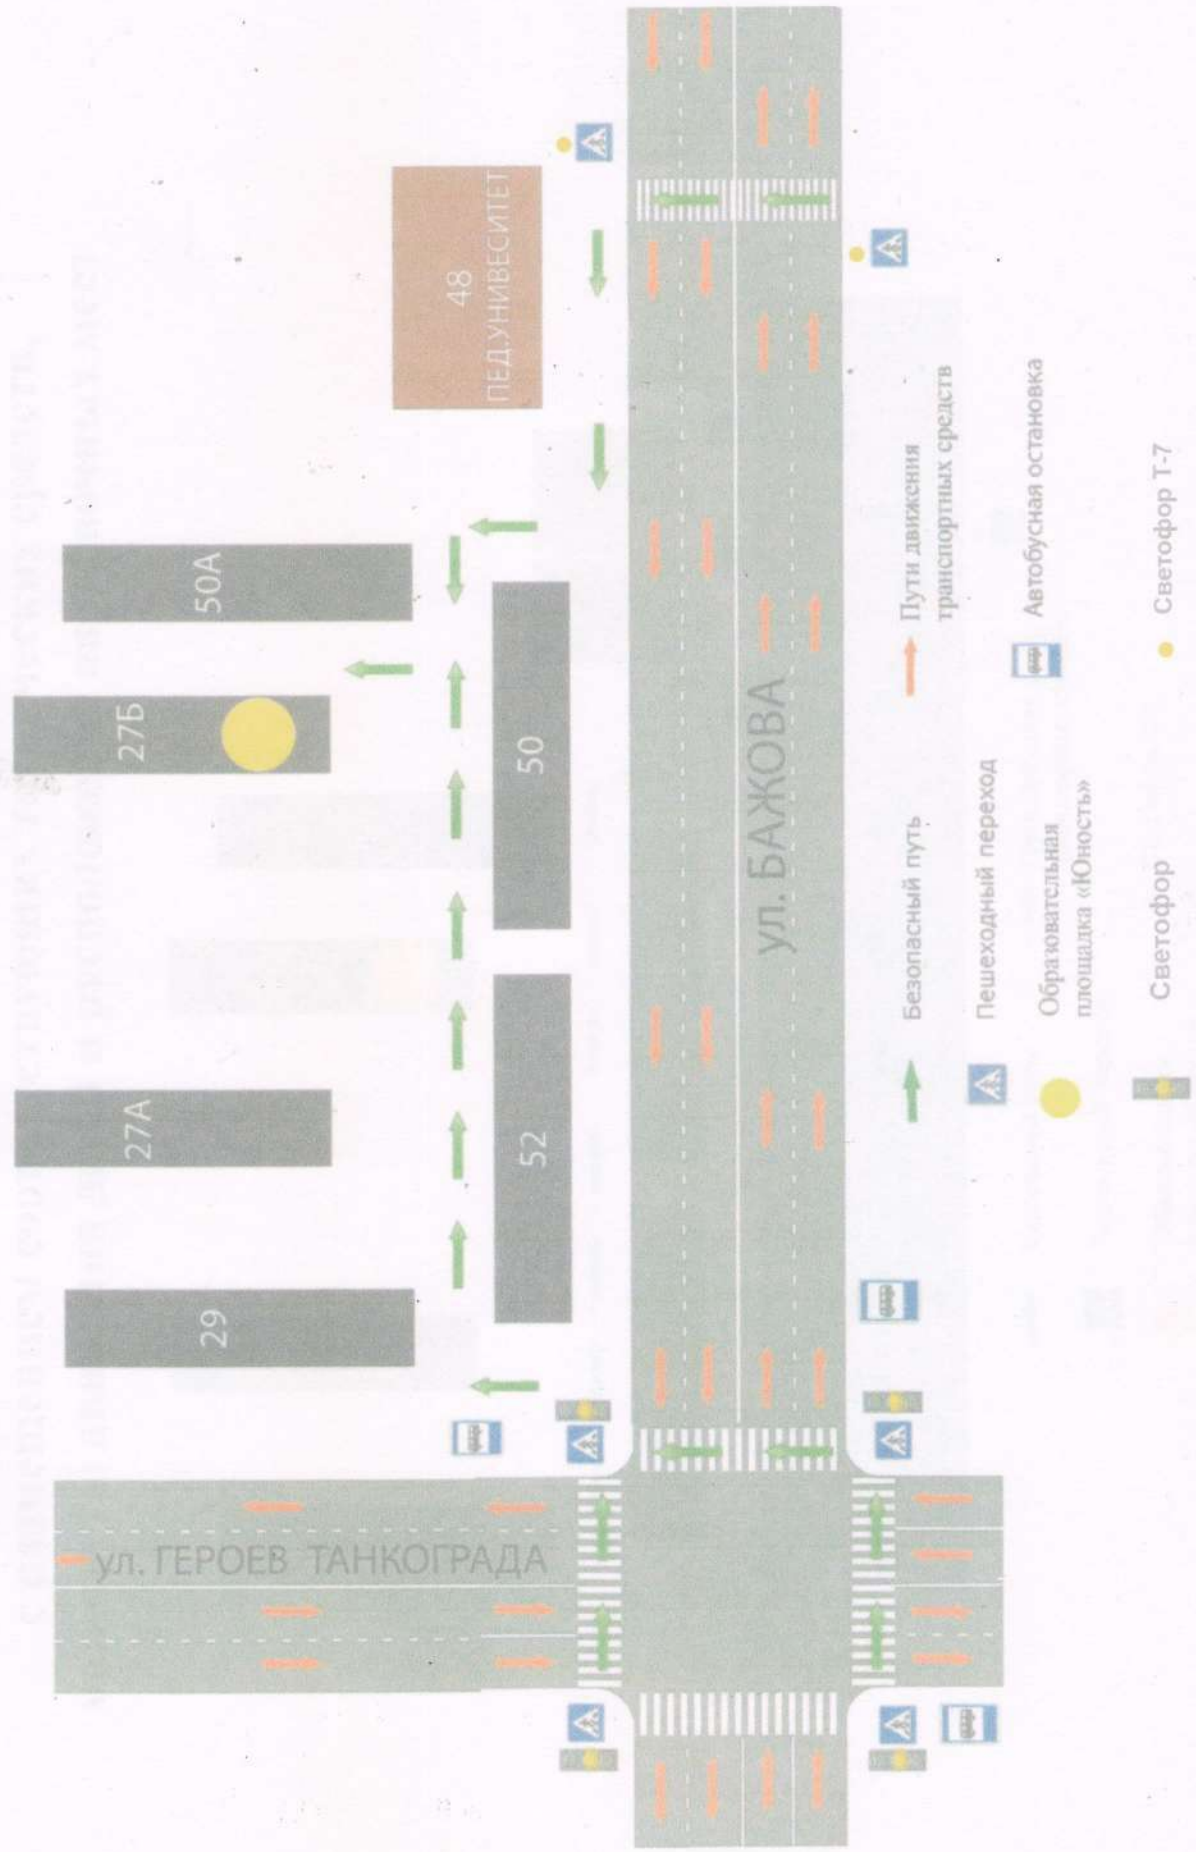 29
27А
27Б
50А
48
ПЕД.УНИВЕСИТЕТ
52
50
ул. ГЕРОЕВ ТАНКОГРАДА
ул. БАЖОВА
Безопасный путь
Пути движения
транспортных средств
Пешеходный переход
Автобусная остановка
Образовательная
площадка «Юность»
Светофор
Светофор Т-7